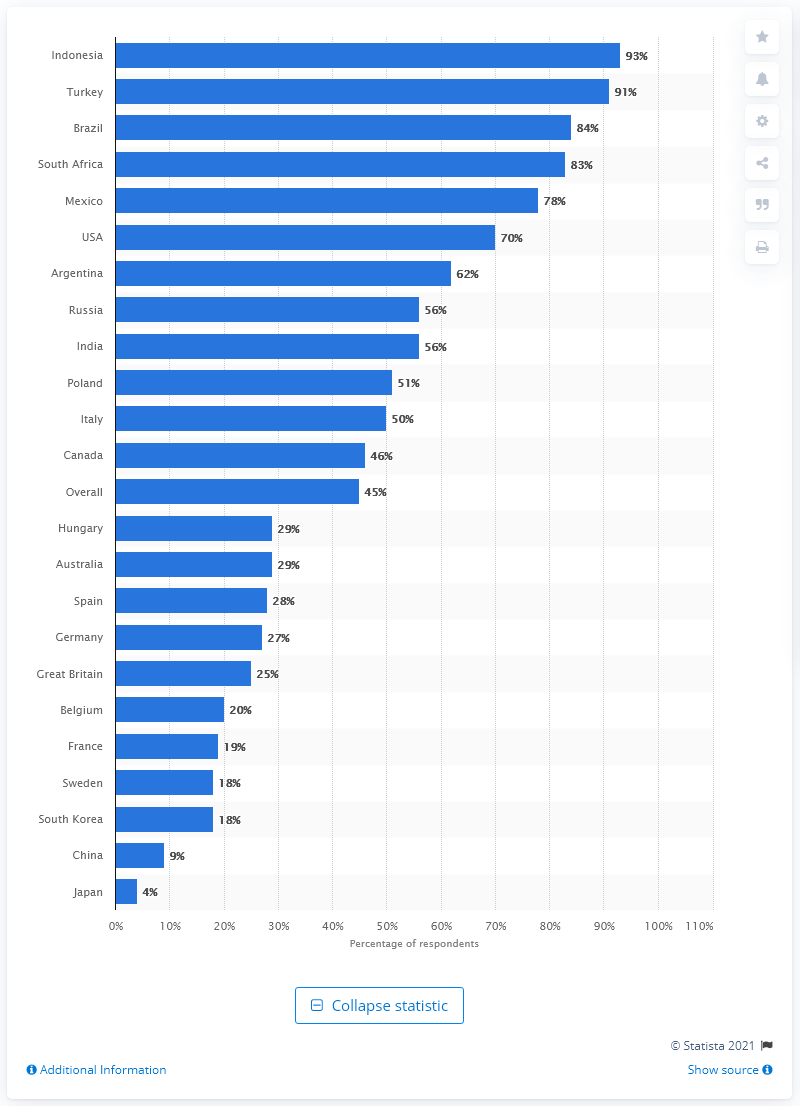 Indonesia 93%
Turkey 91%
Brazil 84%
South Africa 83%
Mexico 78%
USA 70%
Argentina 62%
Russia 56%
India 56%
Poland 51%
Italy 50%
Canada 46%
Overall 45%
Hungary 29%
Australia 29%
Spain 28%
Germany 27%
Great Britain 25%
Belgium 20%
France 19%
Sweden 18%
South Korea 18%
China 9%
Japan 4%
0% 10% 20% 30% 40% 50% 60% 70% 80% 90% 100% 110%
Percentage of respondents
Collapse statistic
© Statista 2021
Additional Information Show source